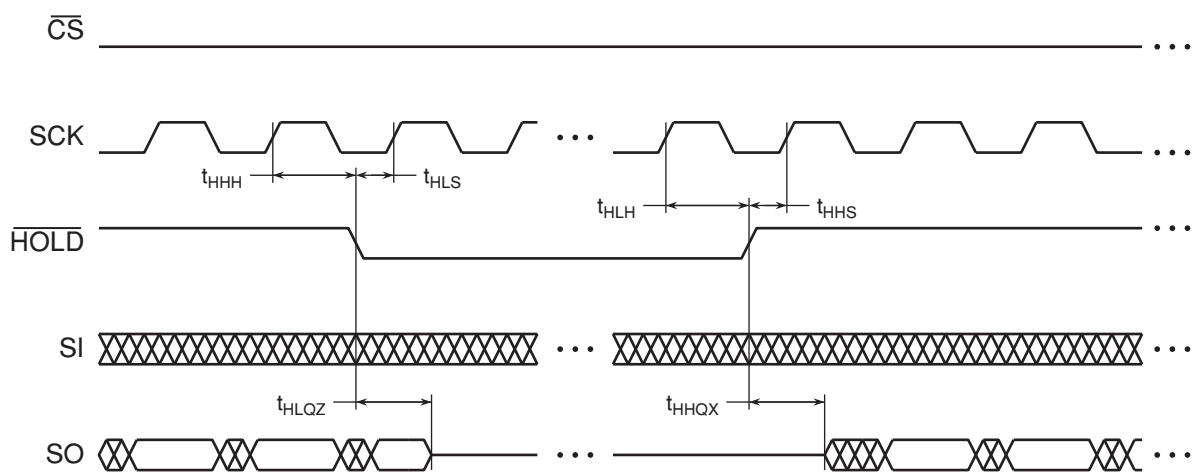 CS
SCK
tHHH
tHLS
tHLH
tHHS
HOLD
SI
tHLQZ
tHHQX
SO